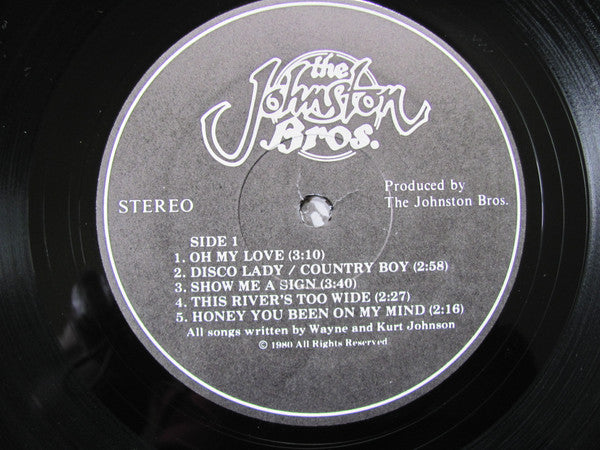 the
Johnston
Bros.
STEREO
Produced by
The Johnston Bros.
SIDE 1
1. OH MY LOVE (3:10)
2. DISCO LADY / COUNTRY BOY (2:58)
3. SHOW ME A SIGN (3:40)
4. THIS RIVER'S TOO WIDE (2:27)
5. HONEY YOU BEEN ON MY MIND (2:16)
All songs written by Wayne and Kurt Johnson
© 1980 All Rights Reserved